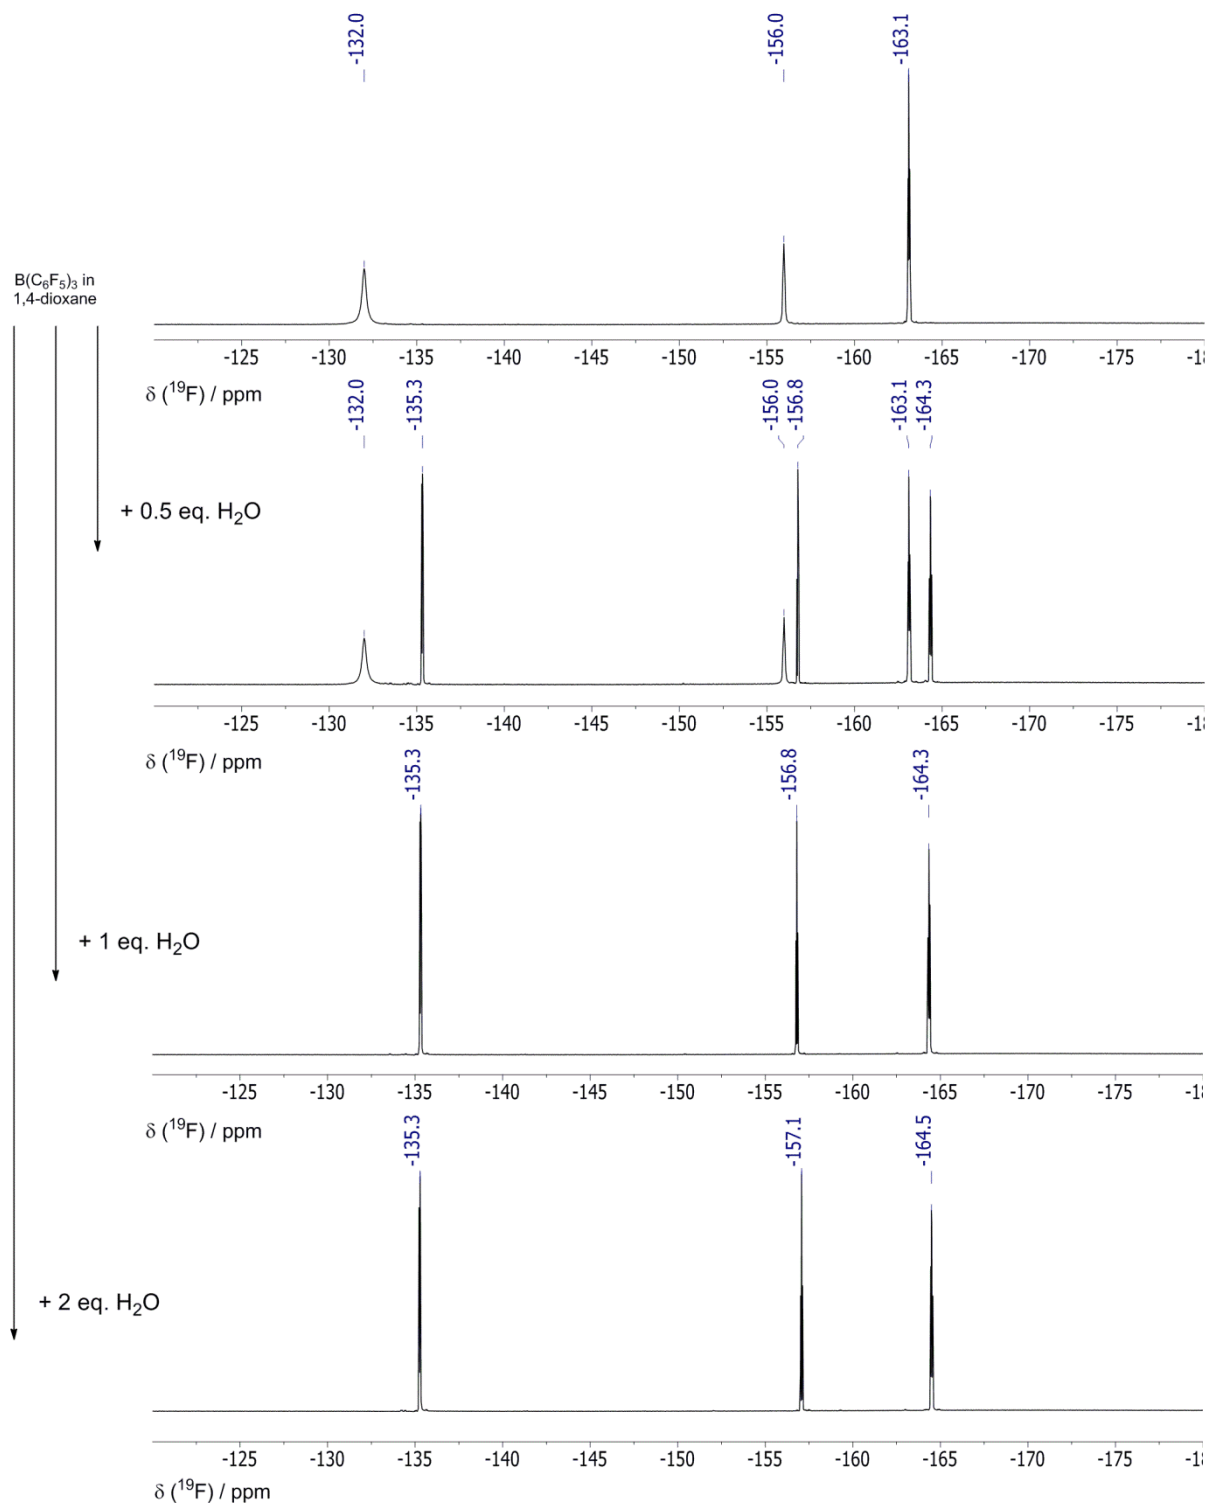 -132.0 -156.0 -163.1
B(C₆F₅)₃ in
1,4-dioxane
-125 -130 -135 -140 -145 -150 -155 -160 -165 -170 -175 -18
δ (¹⁹F) / ppm
-132.0 -135.3 -156.0 -156.8 -163.1 -164.3
+ 0.5 eq. H₂O
-125 -130 -135 -140 -145 -150 -155 -160 -165 -170 -175 -18
δ (¹⁹F) / ppm
-135.3 -156.8 -164.3
+ 1 eq. H₂O
-125 -130 -135 -140 -145 -150 -155 -160 -165 -170 -175 -18
δ (¹⁹F) / ppm
-135.3 -157.1 -164.5
+ 2 eq. H₂O
-125 -130 -135 -140 -145 -150 -155 -160 -165 -170 -175 -18
δ (¹⁹F) / ppm